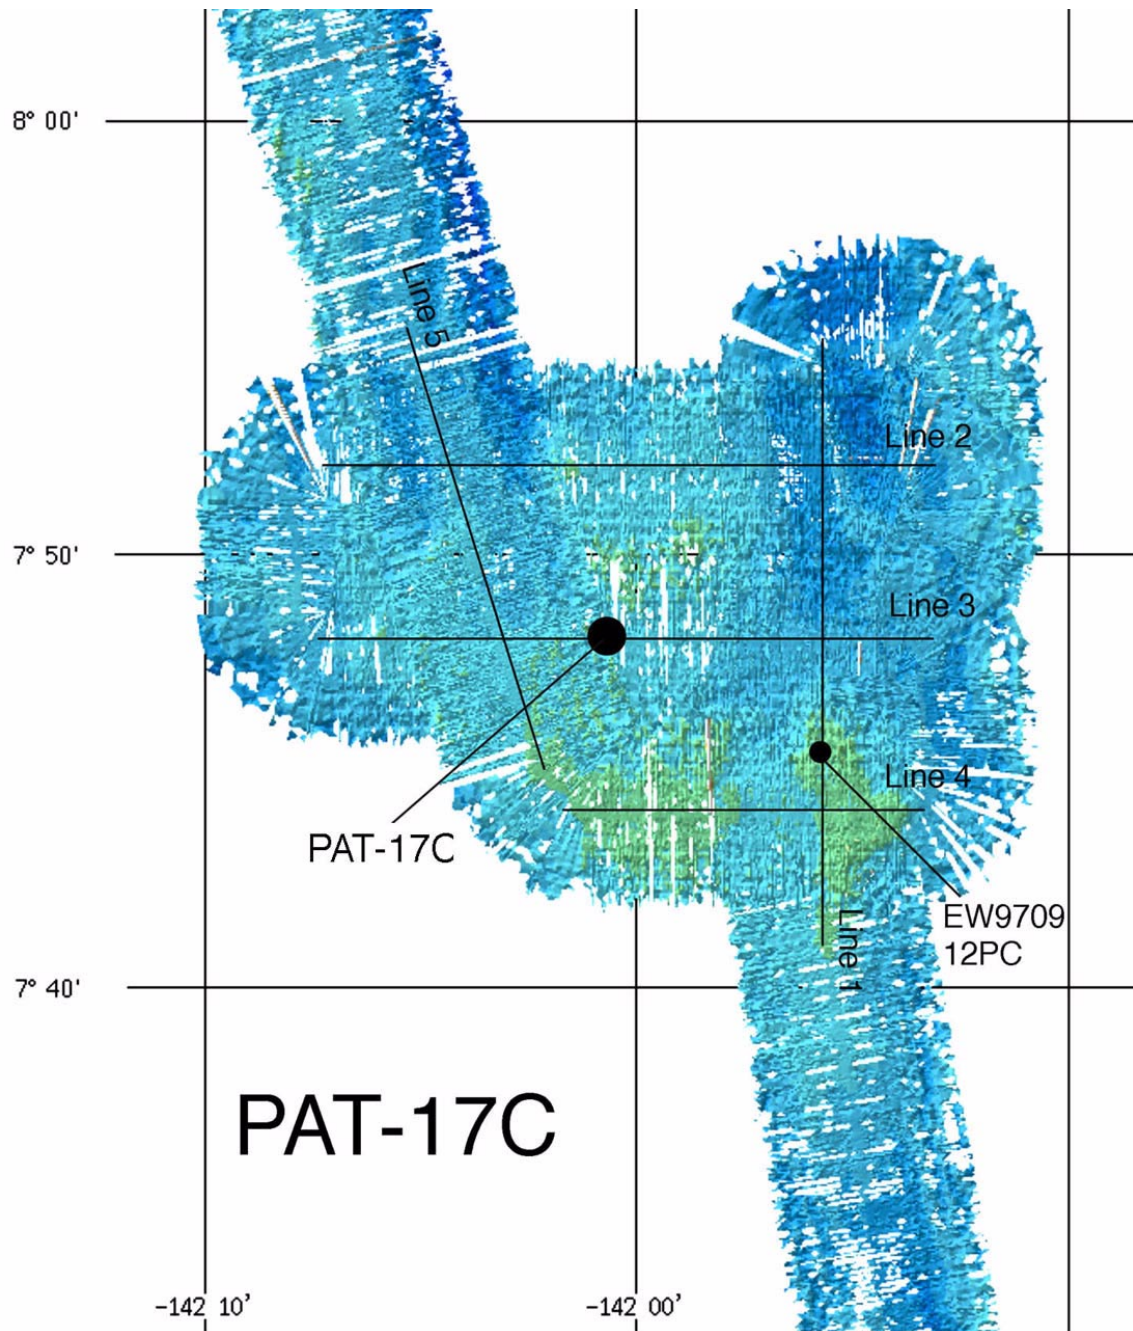 8° 00'
Line 5
Line 2
7° 50'
Line 3
Line 4
PAT-17C
EW9709
12PC
Line 1
7° 40'
PAT-17C
-142 10'
-142 00'